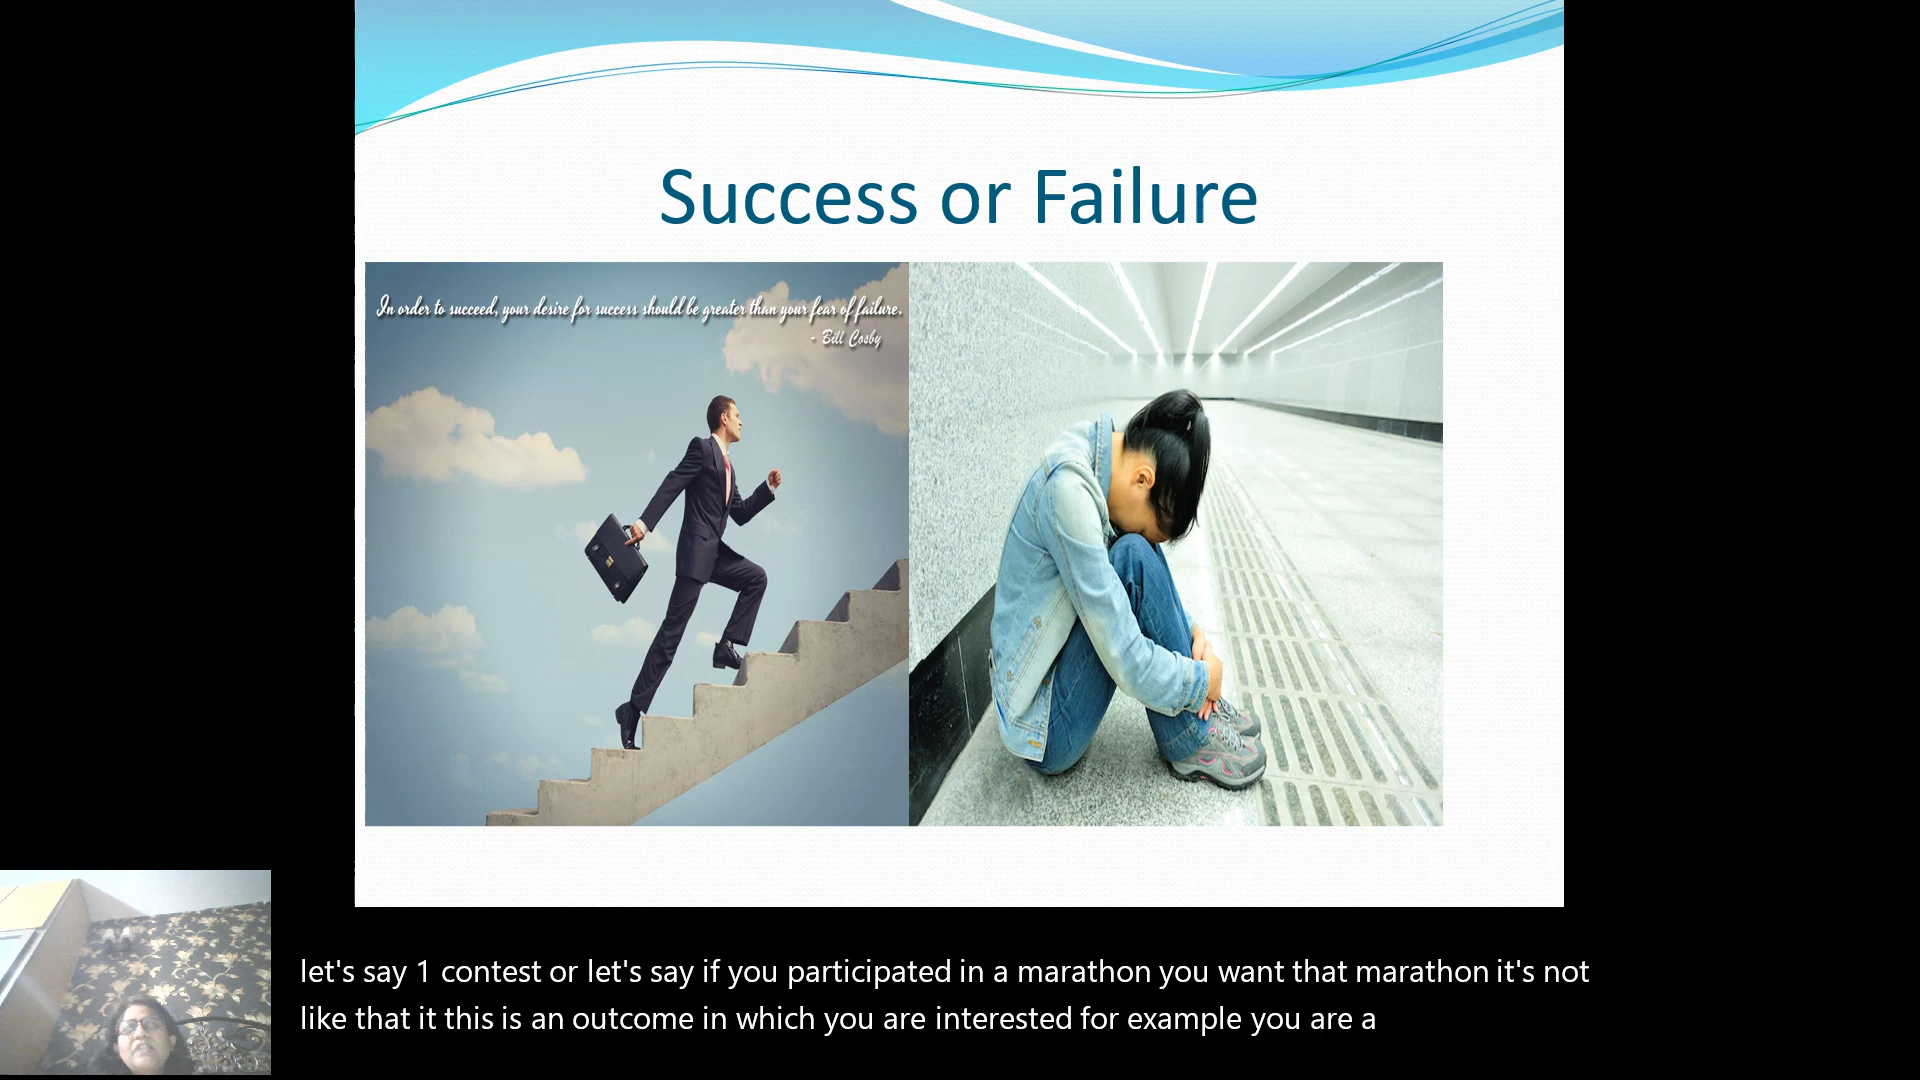 Success or Failure
In order to succeed, your desire for success should be greater than your fear of failure.
- Bill Cosby
let's say 1 contest or let's say if you participated in a marathon you want that marathon it's not
like that it this is an outcome in which you are interested for example you are a